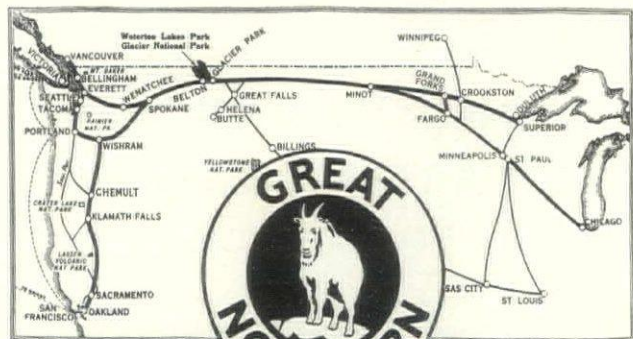 Waterton Lakes Park
Glacier National Park
WINNIPEG
VANCOUVER
VICTORIA
MT. BAKER
BELLINGHAM
EVERETT
SEATTLE
TACOMA
WENATCHEE
SPOKANE
BELTON
GLACIER PARK
GREAT FALLS
HELENA
BUTTE
MINOT
GRAND FORKS
CROOKSTON
FARGO
DULUTH
SUPERIOR
RAINIER NAT. PK.
PORTLAND
WISHRAM
BILLINGS
YELLOWSTONE NAT. PARK
MINNEAPOLIS
ST PAUL
CHICAGO
CHEMULT
CRATER LAKE NAT. PARK
KLAMATH FALLS
LASSEN VOLCANIC NAT PARK
SACRAMENTO
SAN FRANCISCO
OAKLAND
SAS CITY
ST LOUIS
GREAT